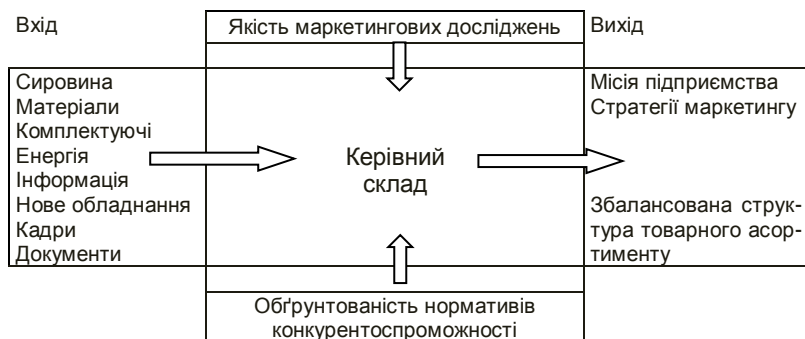 Вхід
Якість маркетингових досліджень
Вихід
Сировина
Матеріали
Комплектуючі
Енергія
Інформація
Нове обладнання
Кадри
Документи
Керівний
склад
Місія підприємства
Стратегії маркетингу
Збалансована струк-
тура товарного асор-
тименту
Обґрунтованість нормативів
конкурентоспроможності